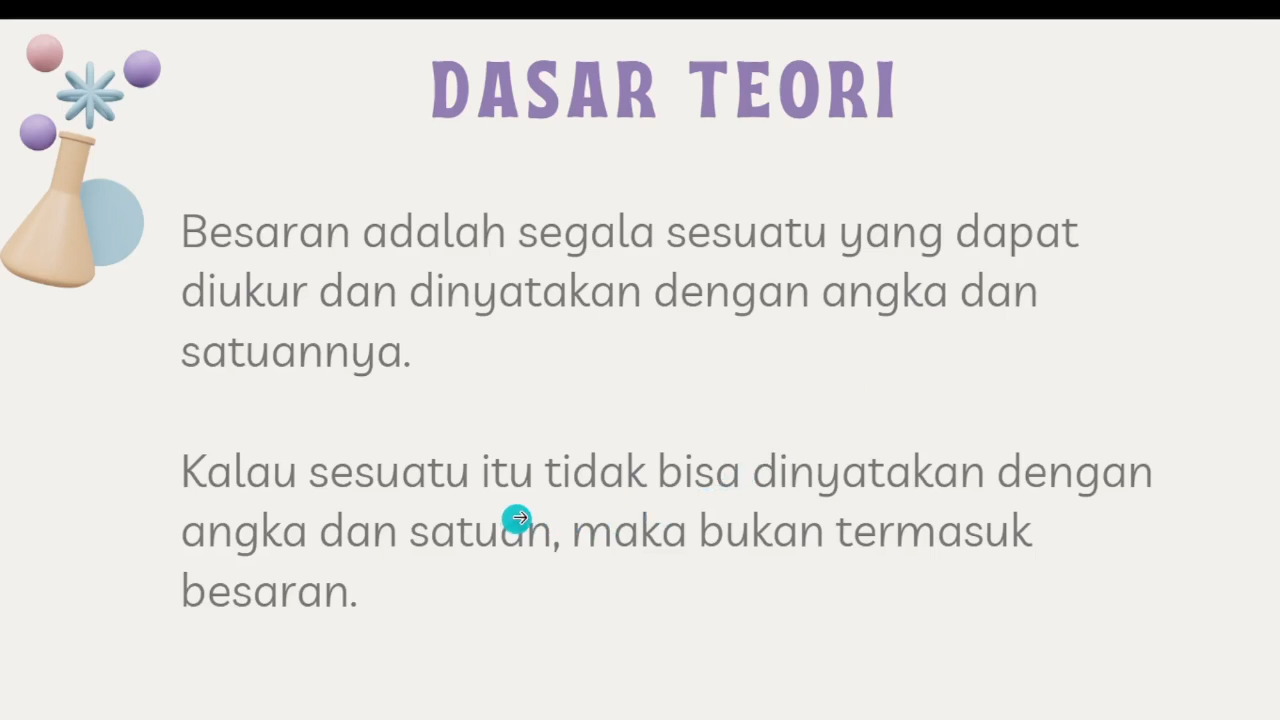 DASAR TEORI
Besaran adalah segala sesuatu yang dapat
diukur dan dinyatakan dengan angka dan
satuannya.
Kalau sesuatu itu tidak bisa dinyatakan dengan
angka dan satuan, maka bukan termasuk
besaran.